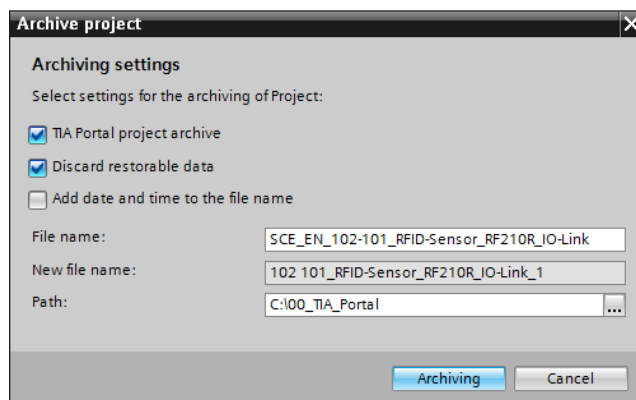 Archive project
Archiving settings
Select settings for the archiving of Project:
TIA Portal project archive
Discard restorable data
Add date and time to the file name
File name: SCE_EN_102-101_RFID-Sensor_RF210R_IO-Link
New file name: 102 101_RFID-Sensor_RF210R_IO-Link_1
Path: C:\00_TIA_Portal ...
Archiving Cancel